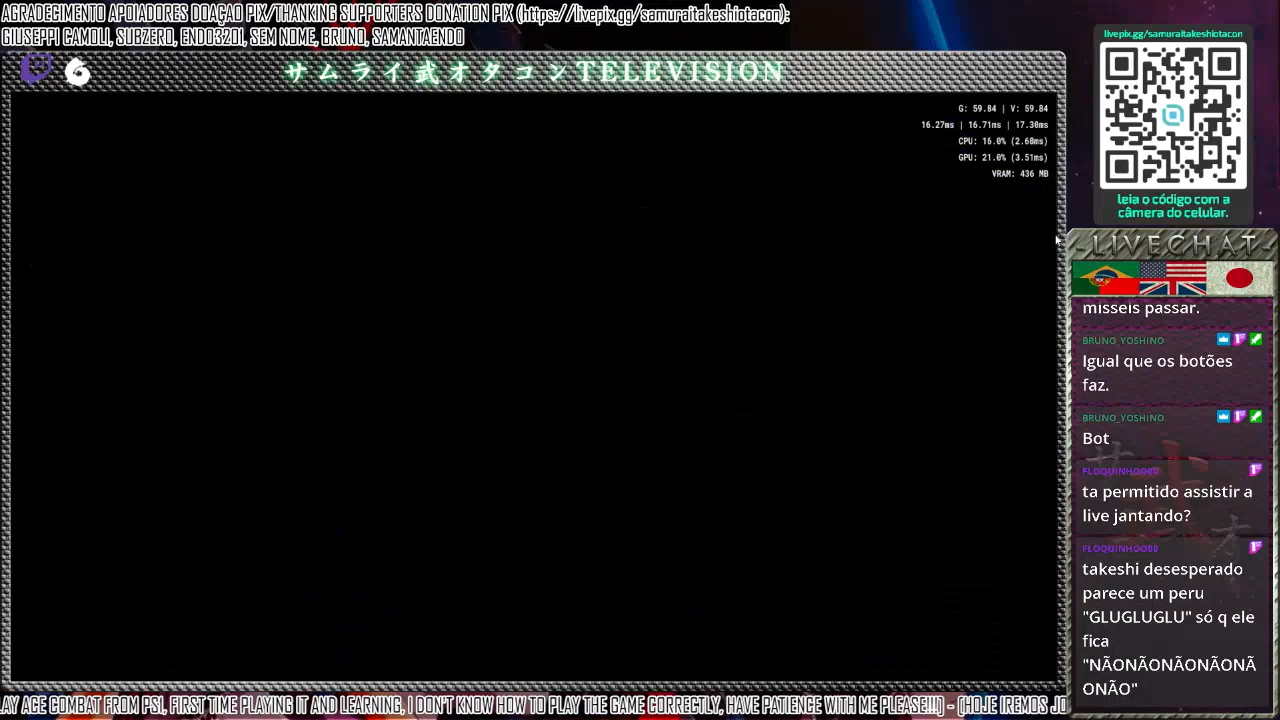 AGRADECIMENTO APOIADORES DOAÇAO PIX/THANKING SUPPORTERS DONATION PIX (https://livepix.gg/samuraitakeshiotacon):
GIUSEPPI CAMOLI, SUBZERO, ENDO3201, SEM NOME, BRUNO, SAMANTAENDO
6
サムライ武オタコンTELEVISION
G: 59.84 | V: 59.84
16.27ms | 16.71ms | 17.30ms
CPU: 16.0% (2.68ms)
GPU: 21.0% (3.51ms)
VRAM: 436 MB
livepix.gg/samuraitakeshiotacon
leia o código com a
câmera do celular.
-LIVECHAT-
misseis passar.
BRUNO_YOSHINO
Igual que os botões
faz.
BRUNO_YOSHINO
Bot
FLOQUINHOO00
ta permitido assistir a
live jantando?
FLOQUINHOO00
takeshi desesperado
parece um peru
"GLUGLUGLU" só q ele
fica
"NÃONÃONÃONÃONÃ
ONÃO"
LAY ACE COMBAT FROM PS1, FIRST TIME PLAYING IT AND LEARNING, I DON'T KNOW HOW TO PLAY THE GAME CORRECTLY, HAVE PATIENCE WITH ME PLEASE!!!!) - (HOJE IREMOS JO